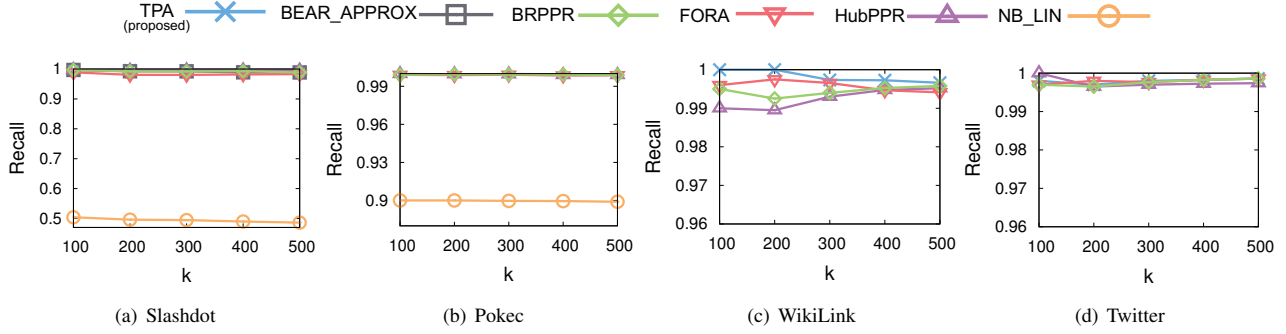 TPA (proposed) BEAR_APPROX BRPPR FORA HubPPR NB_LIN
Recall
1
0.9
0.8
0.7
0.6
0.5
100 200 300 400 500
k
(a) Slashdot
Recall
0.99
0.96
0.93
0.9
100 200 300 400 500
k
(b) Pokec
Recall
1
0.99
0.98
0.97
0.96
100 200 300 400 500
k
(c) WikiLink
Recall
1
0.99
0.98
0.97
0.96
100 200 300 400 500
k
(d) Twitter